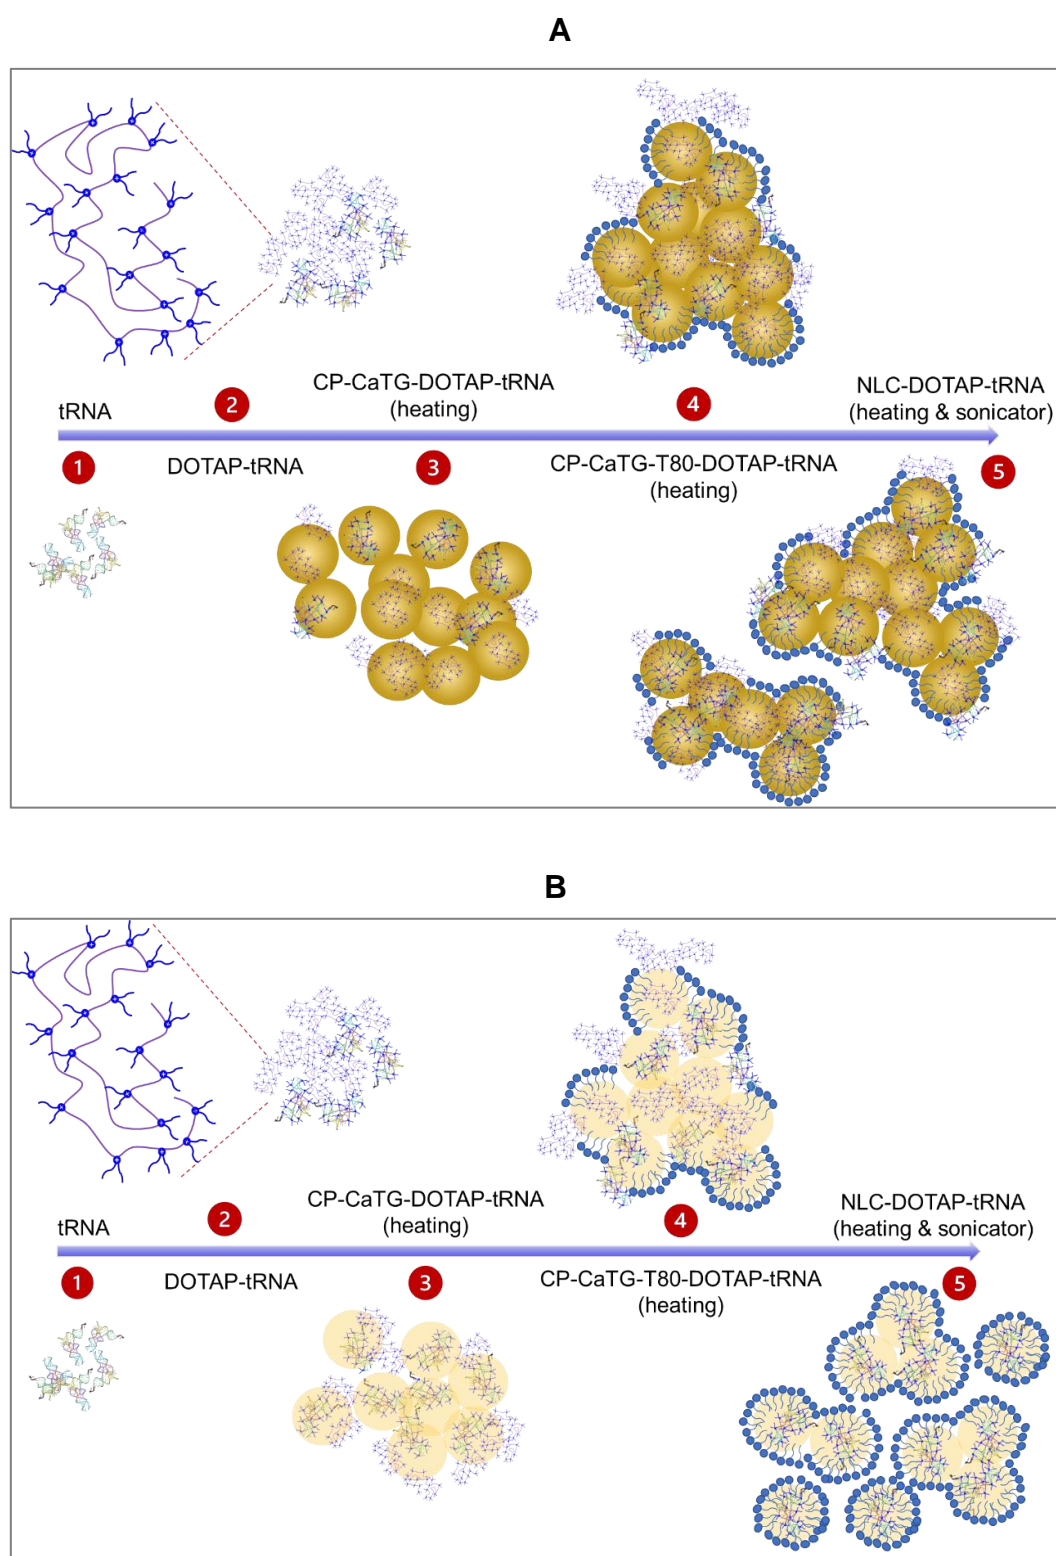 A
CP-CaTG-DOTAP-tRNA
(heating)
NLC-DOTAP-tRNA
(heating & sonicator)
tRNA
2
4
1
DOTAP-tRNA
3
CP-CaTG-T80-DOTAP-tRNA
(heating)
5
B
CP-CaTG-DOTAP-tRNA
(heating)
NLC-DOTAP-tRNA
(heating & sonicator)
tRNA
2
4
1
DOTAP-tRNA
3
CP-CaTG-T80-DOTAP-tRNA
(heating)
5